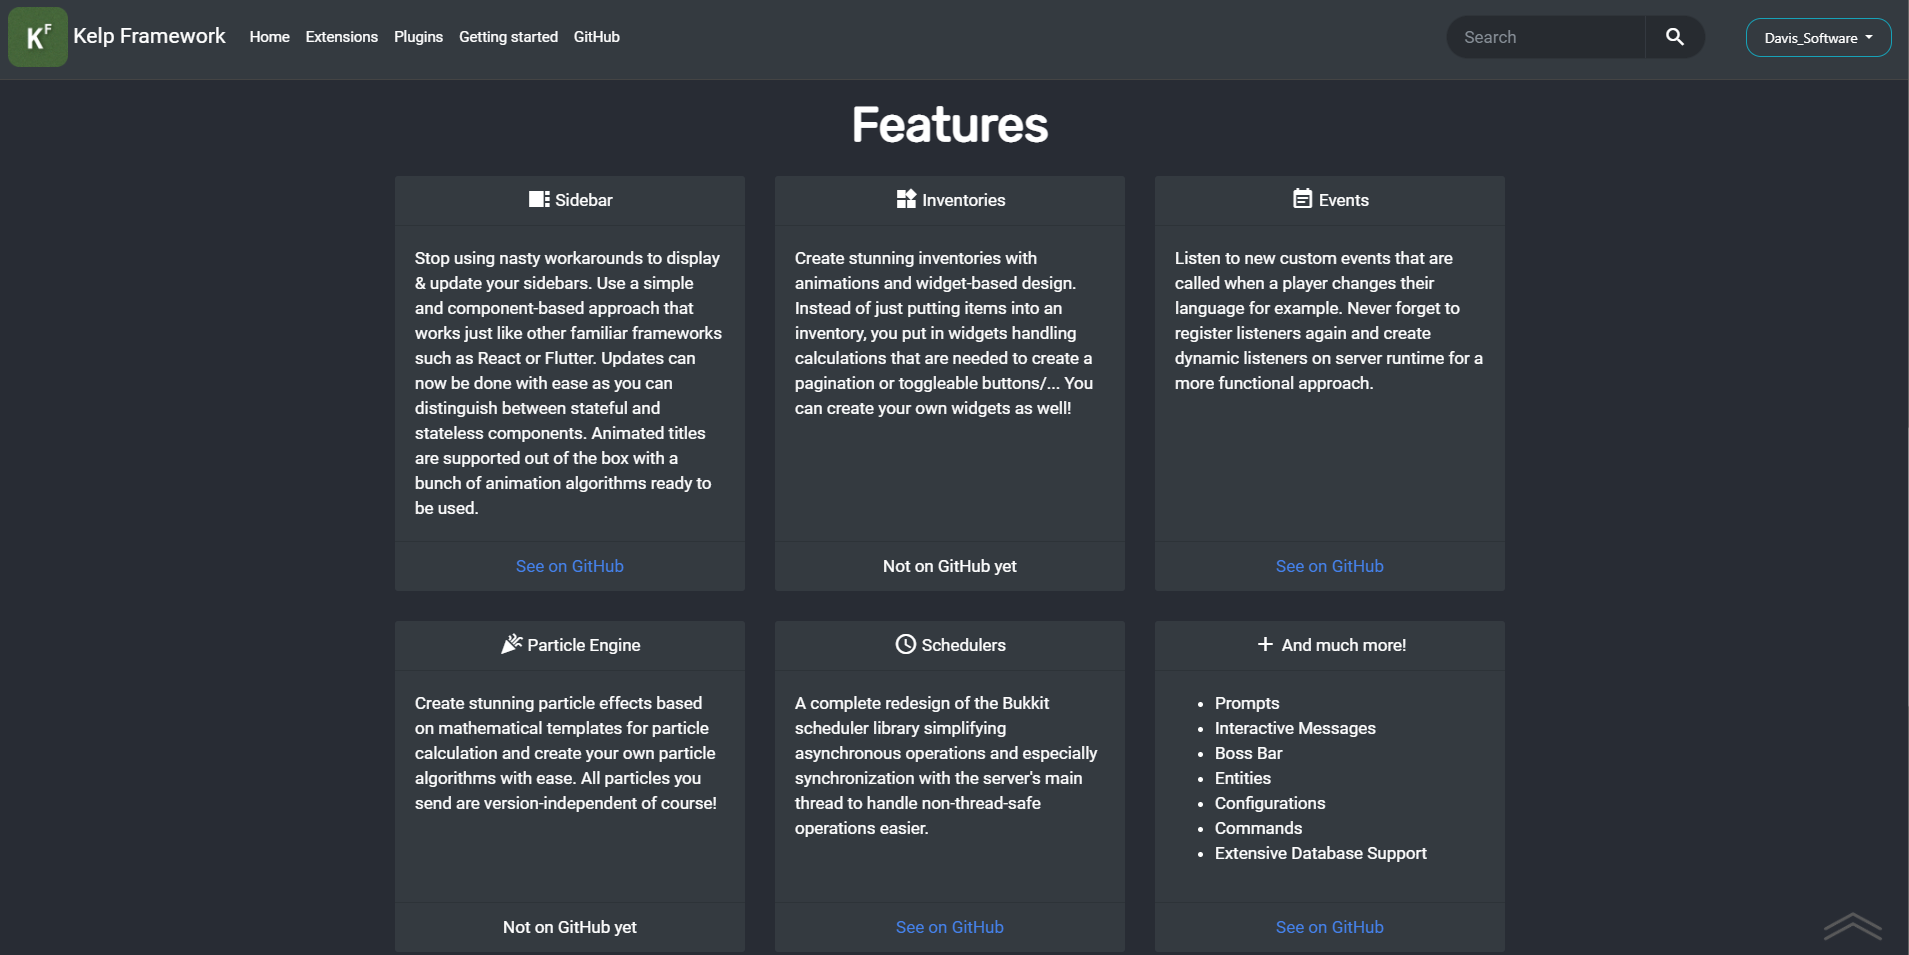 KF Kelp Framework Home Extensions Plugins Getting started GitHub Search Davis_Software
Features
Sidebar
Stop using nasty workarounds to display
& update your sidebars. Use a simple
and component-based approach that
works just like other familiar frameworks
such as React or Flutter. Updates can
now be done with ease as you can
distinguish between stateful and
stateless components. Animated titles
are supported out of the box with a
bunch of animation algorithms ready to
be used.
See on GitHub
Inventories
Create stunning inventories with
animations and widget-based design.
Instead of just putting items into an
inventory, you put in widgets handling
calculations that are needed to create a
pagination or toggleable buttons/... You
can create your own widgets as well!
Not on GitHub yet
Events
Listen to new custom events that are
called when a player changes their
language for example. Never forget to
register listeners again and create
dynamic listeners on server runtime for a
more functional approach.
See on GitHub
Particle Engine
Create stunning particle effects based
on mathematical templates for particle
calculation and create your own particle
algorithms with ease. All particles you
send are version-independent of course!
Not on GitHub yet
Schedulers
A complete redesign of the Bukkit
scheduler library simplifying
asynchronous operations and especially
synchronization with the server's main
thread to handle non-thread-safe
operations easier.
See on GitHub
And much more!
• Prompts
• Interactive Messages
• Boss Bar
• Entities
• Configurations
• Commands
• Extensive Database Support
See on GitHub